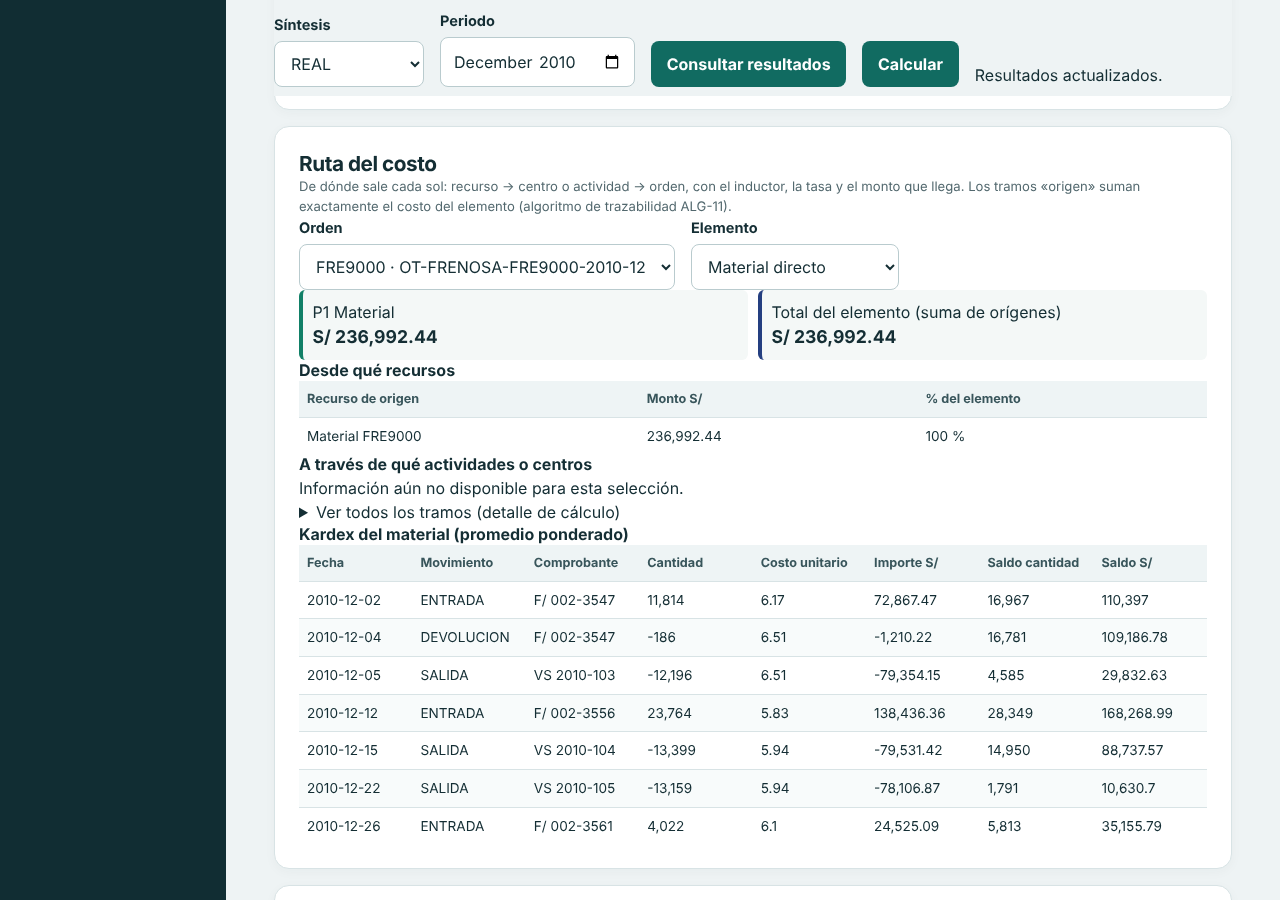 Síntesis
Periodo
REAL
December 2010
Consultar resultados
Calcular
Resultados actualizados.
Ruta del costo
De dónde sale cada sol: recurso → centro o actividad → orden, con el inductor, la tasa y el monto que llega. Los tramos «origen» suman
exactamente el costo del elemento (algoritmo de trazabilidad ALG-11).
Orden
Elemento
FRE9000 · OT-FRENOSA-FRE9000-2010-12
Material directo
P1 Material
S/ 236,992.44
Total del elemento (suma de orígenes)
S/ 236,992.44
Desde qué recursos
Recurso de origen Monto S/ % del elemento
Material FRE9000 236,992.44 100 %
A través de qué actividades o centros
Información aún no disponible para esta selección.
Ver todos los tramos (detalle de cálculo)
Kardex del material (promedio ponderado)
Fecha Movimiento Comprobante Cantidad Costo unitario Importe S/ Saldo cantidad Saldo S/
2010-12-02 ENTRADA F/ 002-3547 11,814 6.17 72,867.47 16,967 110,397
2010-12-04 DEVOLUCION F/ 002-3547 -186 6.51 -1,210.22 16,781 109,186.78
2010-12-05 SALIDA VS 2010-103 -12,196 6.51 -79,354.15 4,585 29,832.63
2010-12-12 ENTRADA F/ 002-3556 23,764 5.83 138,436.36 28,349 168,268.99
2010-12-15 SALIDA VS 2010-104 -13,399 5.94 -79,531.42 14,950 88,737.57
2010-12-22 SALIDA VS 2010-105 -13,159 5.94 -78,106.87 1,791 10,630.7
2010-12-26 ENTRADA F/ 002-3561 4,022 6.1 24,525.09 5,813 35,155.79